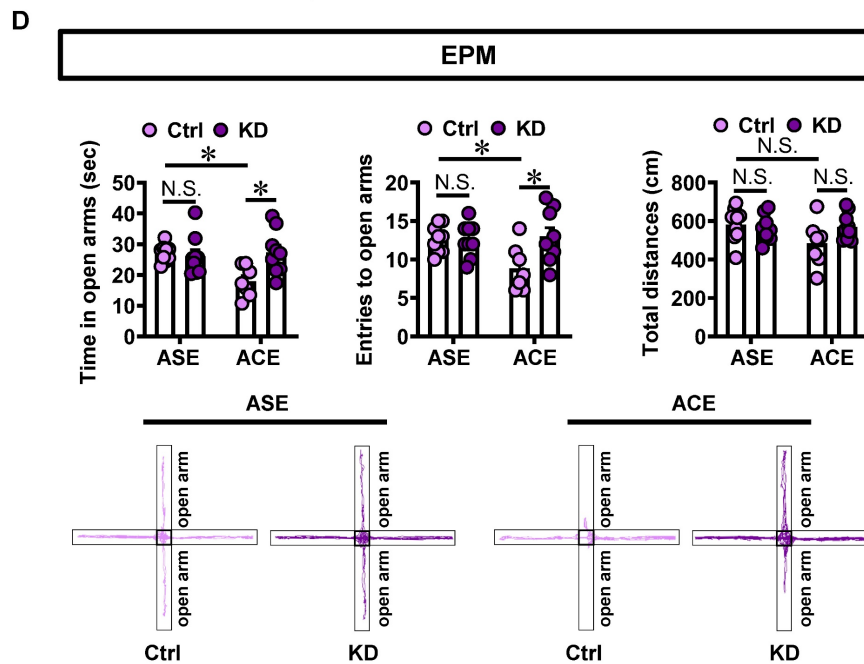 D
EPM
Ctrl KD
Time in open arms (sec)
*
N.S.
*
50
40
30
20
10
0
ASE ACE
Ctrl KD
Entries to open arms
*
N.S.
*
20
15
10
5
0
ASE ACE
Ctrl KD
Total distances (cm)
N.S.
N.S. N.S.
800
600
400
200
0
ASE ACE
ASE ACE
open arm
open arm
open arm
open arm
open arm
open arm
open arm
open arm
Ctrl KD Ctrl KD